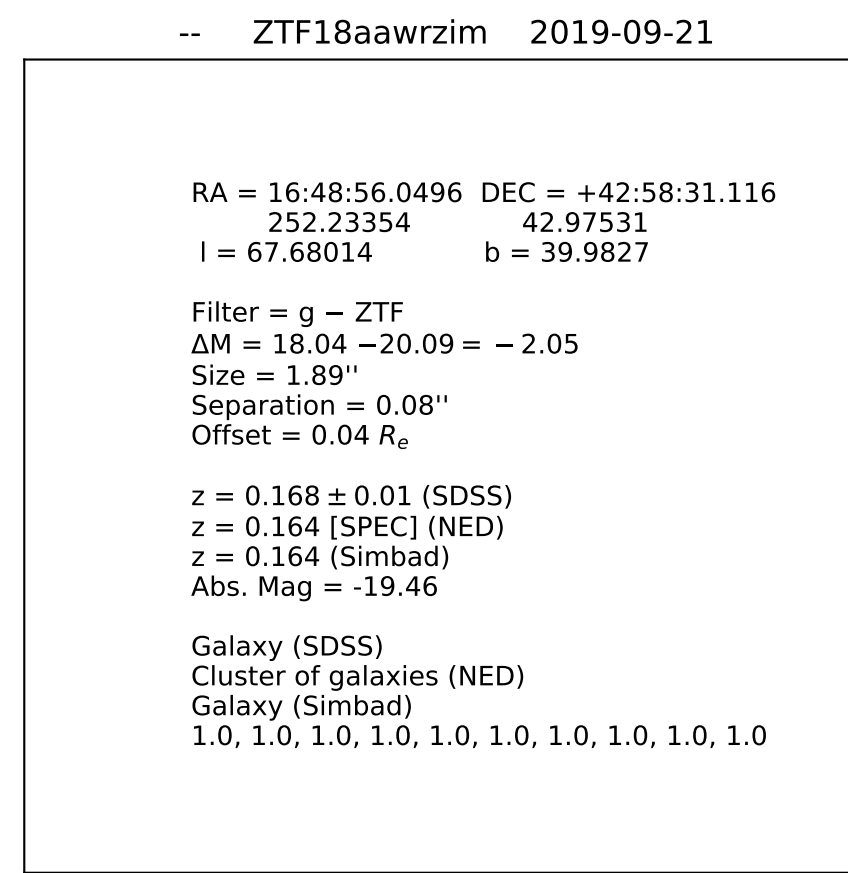 -- ZTF18aawrzim 2019-09-21
RA = 16:48:56.0496 DEC = +42:58:31.116
252.23354 42.97531
l = 67.68014 b = 39.9827
Filter = g − ZTF
ΔM = 18.04 −20.09 = − 2.05
Size = 1.89''
Separation = 0.08''
Offset = 0.04 Rₑ
z = 0.168 ± 0.01 (SDSS)
z = 0.164 [SPEC] (NED)
z = 0.164 (Simbad)
Abs. Mag = -19.46
Galaxy (SDSS)
Cluster of galaxies (NED)
Galaxy (Simbad)
1.0, 1.0, 1.0, 1.0, 1.0, 1.0, 1.0, 1.0, 1.0, 1.0